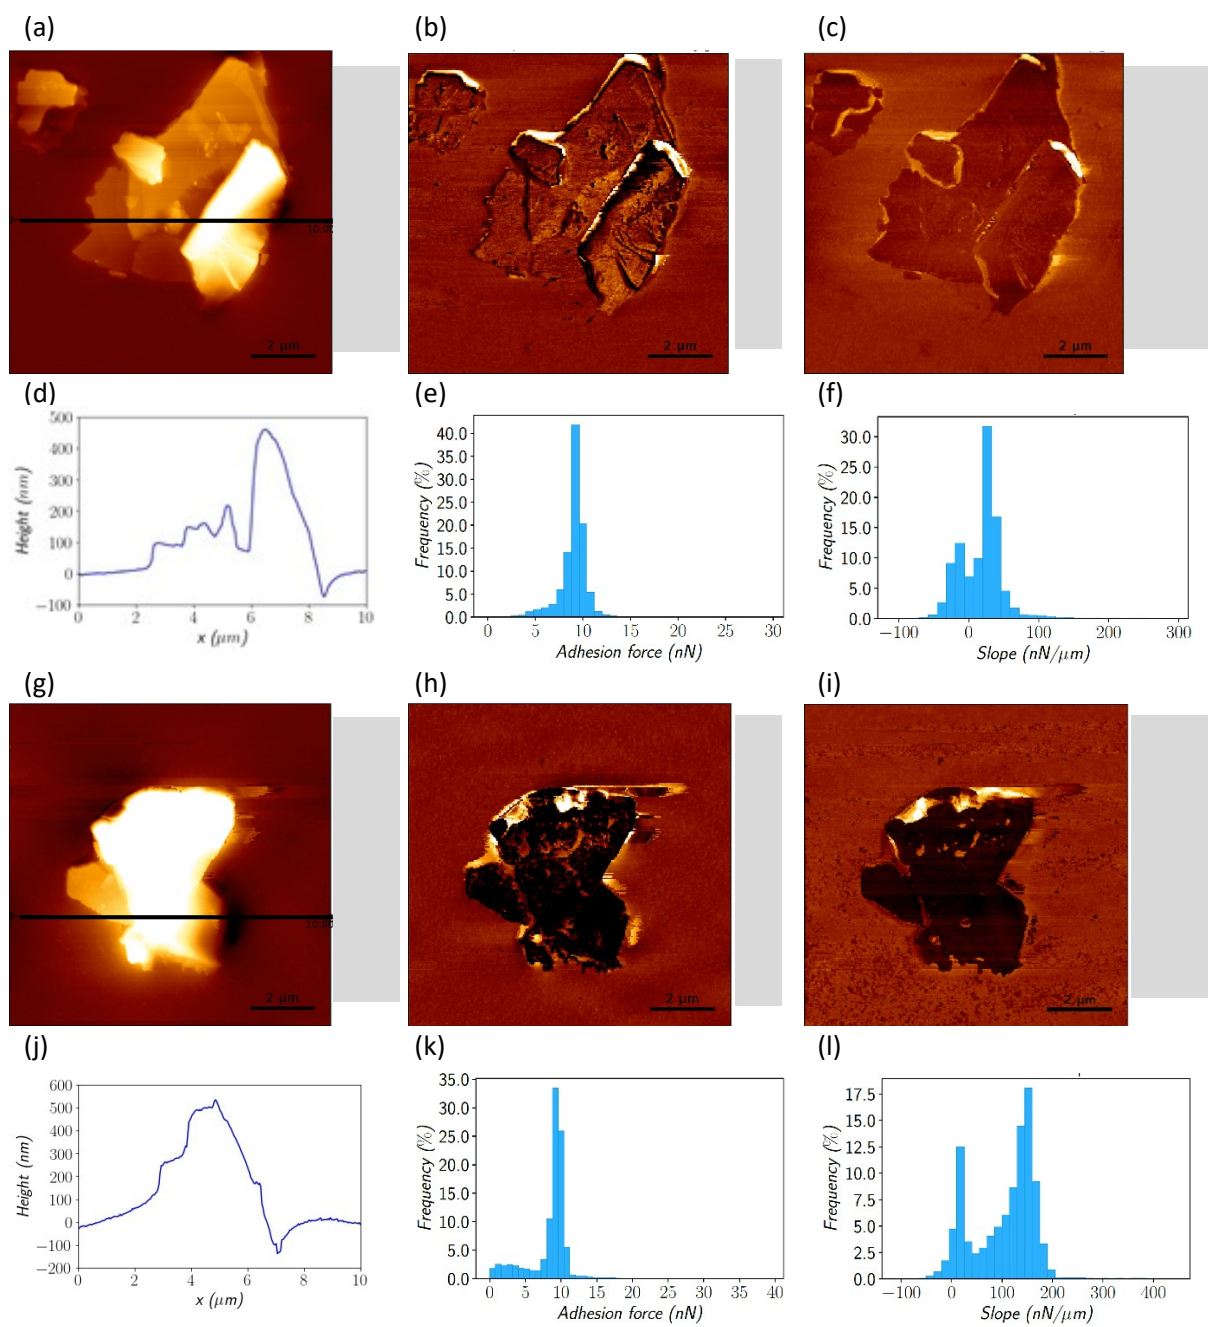 (a) (b) (c)
10.00
2 μm 2 μm 2 μm
(d) (e) (f)
500
400
300
200
100
0
−100
Height (nm)
0 2 4 6 8 10
x (μm)
40.0
35.0
30.0
25.0
20.0
15.0
10.0
5.0
0.0
Frequency (%)
0 5 10 15 20 25 30
Adhesion force (nN)
30.0
25.0
20.0
15.0
10.0
5.0
0.0
Frequency (%)
−100 0 100 200 300
Slope (nN/μm)
(g) (h) (i)
10.00
2 μm 2 μm 2 μm
(j) (k) (l)
600
500
400
300
200
100
0
−100
−200
Height (nm)
0 2 4 6 8 10
x (μm)
35.0
30.0
25.0
20.0
15.0
10.0
5.0
0.0
Frequency (%)
0 5 10 15 20 25 30 35 40
Adhesion force (nN)
17.5
15.0
12.5
10.0
7.5
5.0
2.5
0.0
Frequency (%)
−100 0 100 200 300 400
Slope (nN/μm)